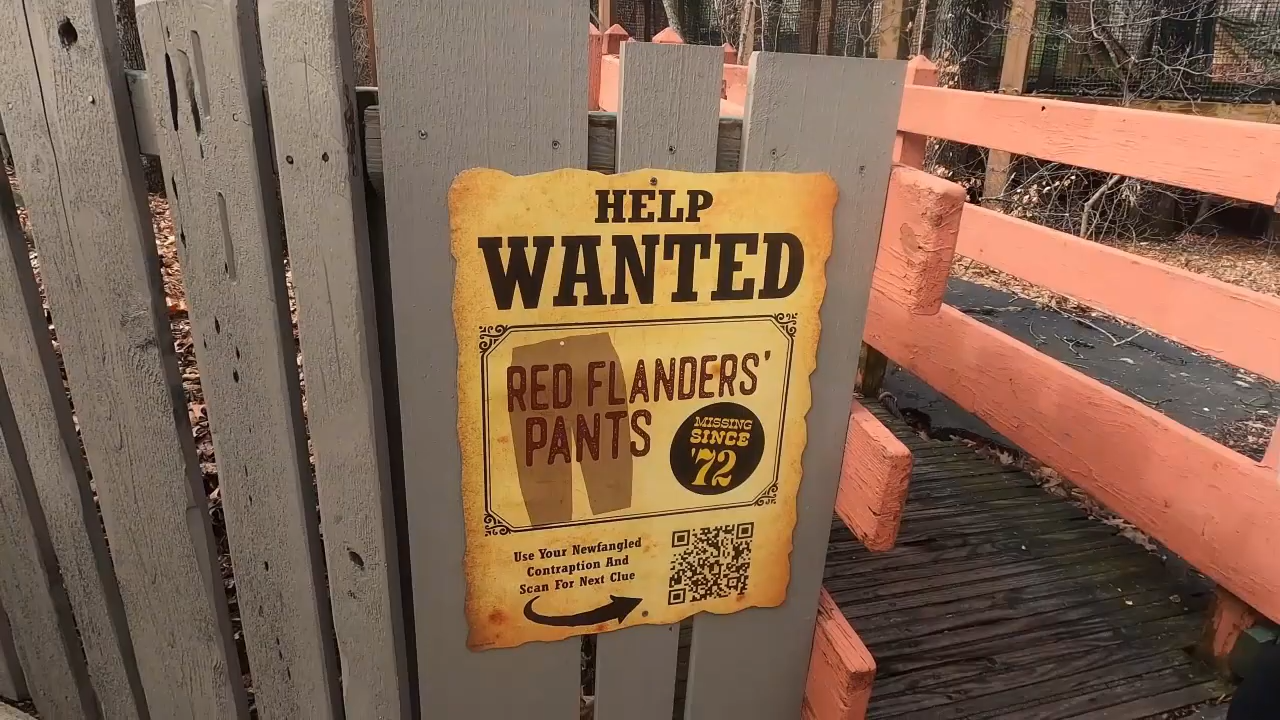 HELP
WANTED
RED FLANDERS'
PANTS
MISSING
SINCE
'72
Use Your Newfangled
Contraption And
Scan For Next Clue